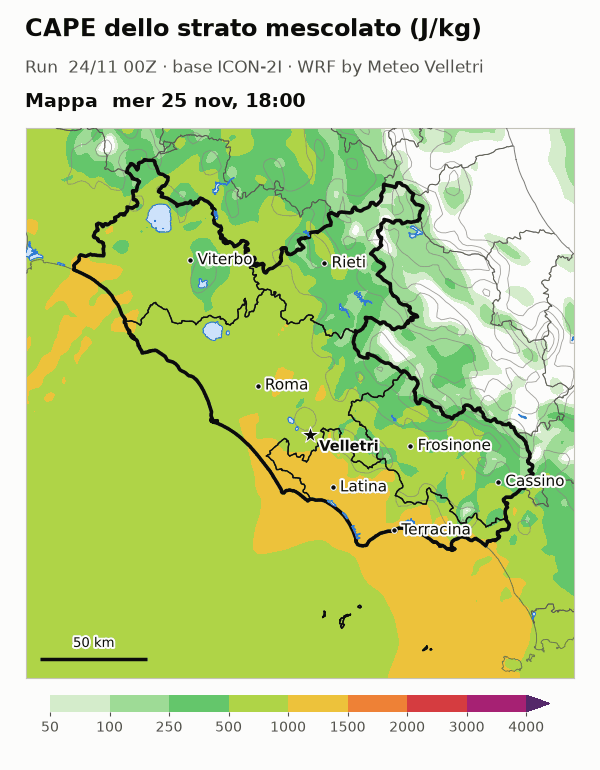 CAPE dello strato mescolato (J/kg)
Run  24/11 00Z · base ICON-2I · WRF by Meteo Velletri
Mappa  mer 25 nov, 18:00
Viterbo
Rieti
Roma
Velletri
Frosinone
Latina
Cassino
Terracina
50 km
50 100 250 500 1000 1500 2000 3000 4000